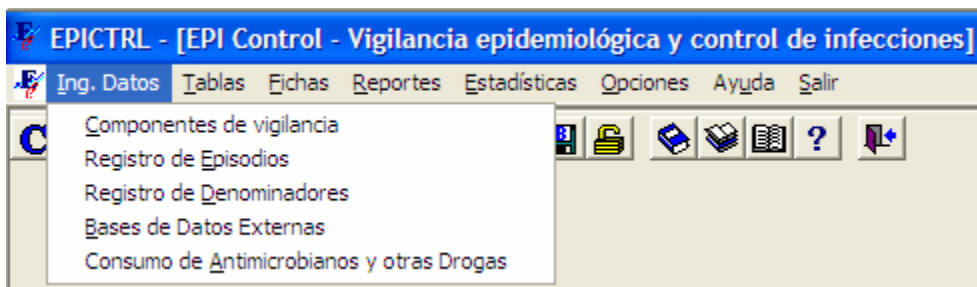 EPICTRL - [EPI Control - Vigilancia epidemiológica y control de infecciones]
Ing. Datos Tablas Fichas Reportes Estadísticas Opciones Ayuda Salir
Componentes de vigilancia
Registro de Episodios
Registro de Denominadores
Bases de Datos Externas
Consumo de Antimicrobianos y otras Drogas
C
B
?